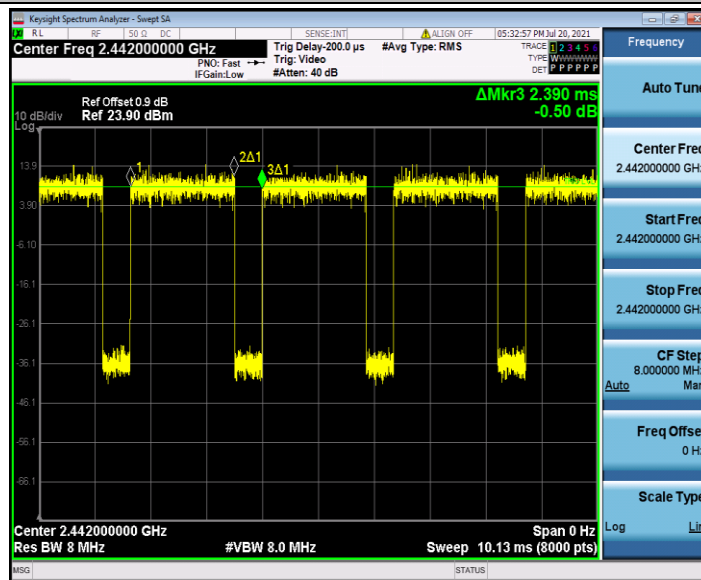 Keysight Spectrum Analyzer - Swept SA
RL RF 50 Ω DC SENSE:INT ALIGN OFF 05:32:57 PM Jul 20, 2021
Center Freq 2.442000000 GHz
PNO: Fast
IFGain:Low
Trig Delay-200.0 µs
Trig: Video
#Atten: 40 dB
#Avg Type: RMS
TRACE 1 2 3 4 5 6
TYPE WWWWWW
DET P P P P P P
ΔMkr3 2.390 ms
-0.50 dB
Ref Offset 0.9 dB
10 dB/div Ref 23.90 dBm
Log
13.9
3.90
-6.10
-16.1
-26.1
-36.1
-46.1
-56.1
-66.1
1
2Δ1
3Δ1
Center 2.442000000 GHz Span 0 Hz
Res BW 8 MHz #VBW 8.0 MHz Sweep 10.13 ms (8000 pts)
MSG STATUS
Frequency
Auto Tune
Center Freq
2.442000000 GHz
Start Freq
2.442000000 GHz
Stop Freq
2.442000000 GHz
CF Step
8.000000 MHz
Auto Man
Freq Offset
0 Hz
Scale Type
Log Lin